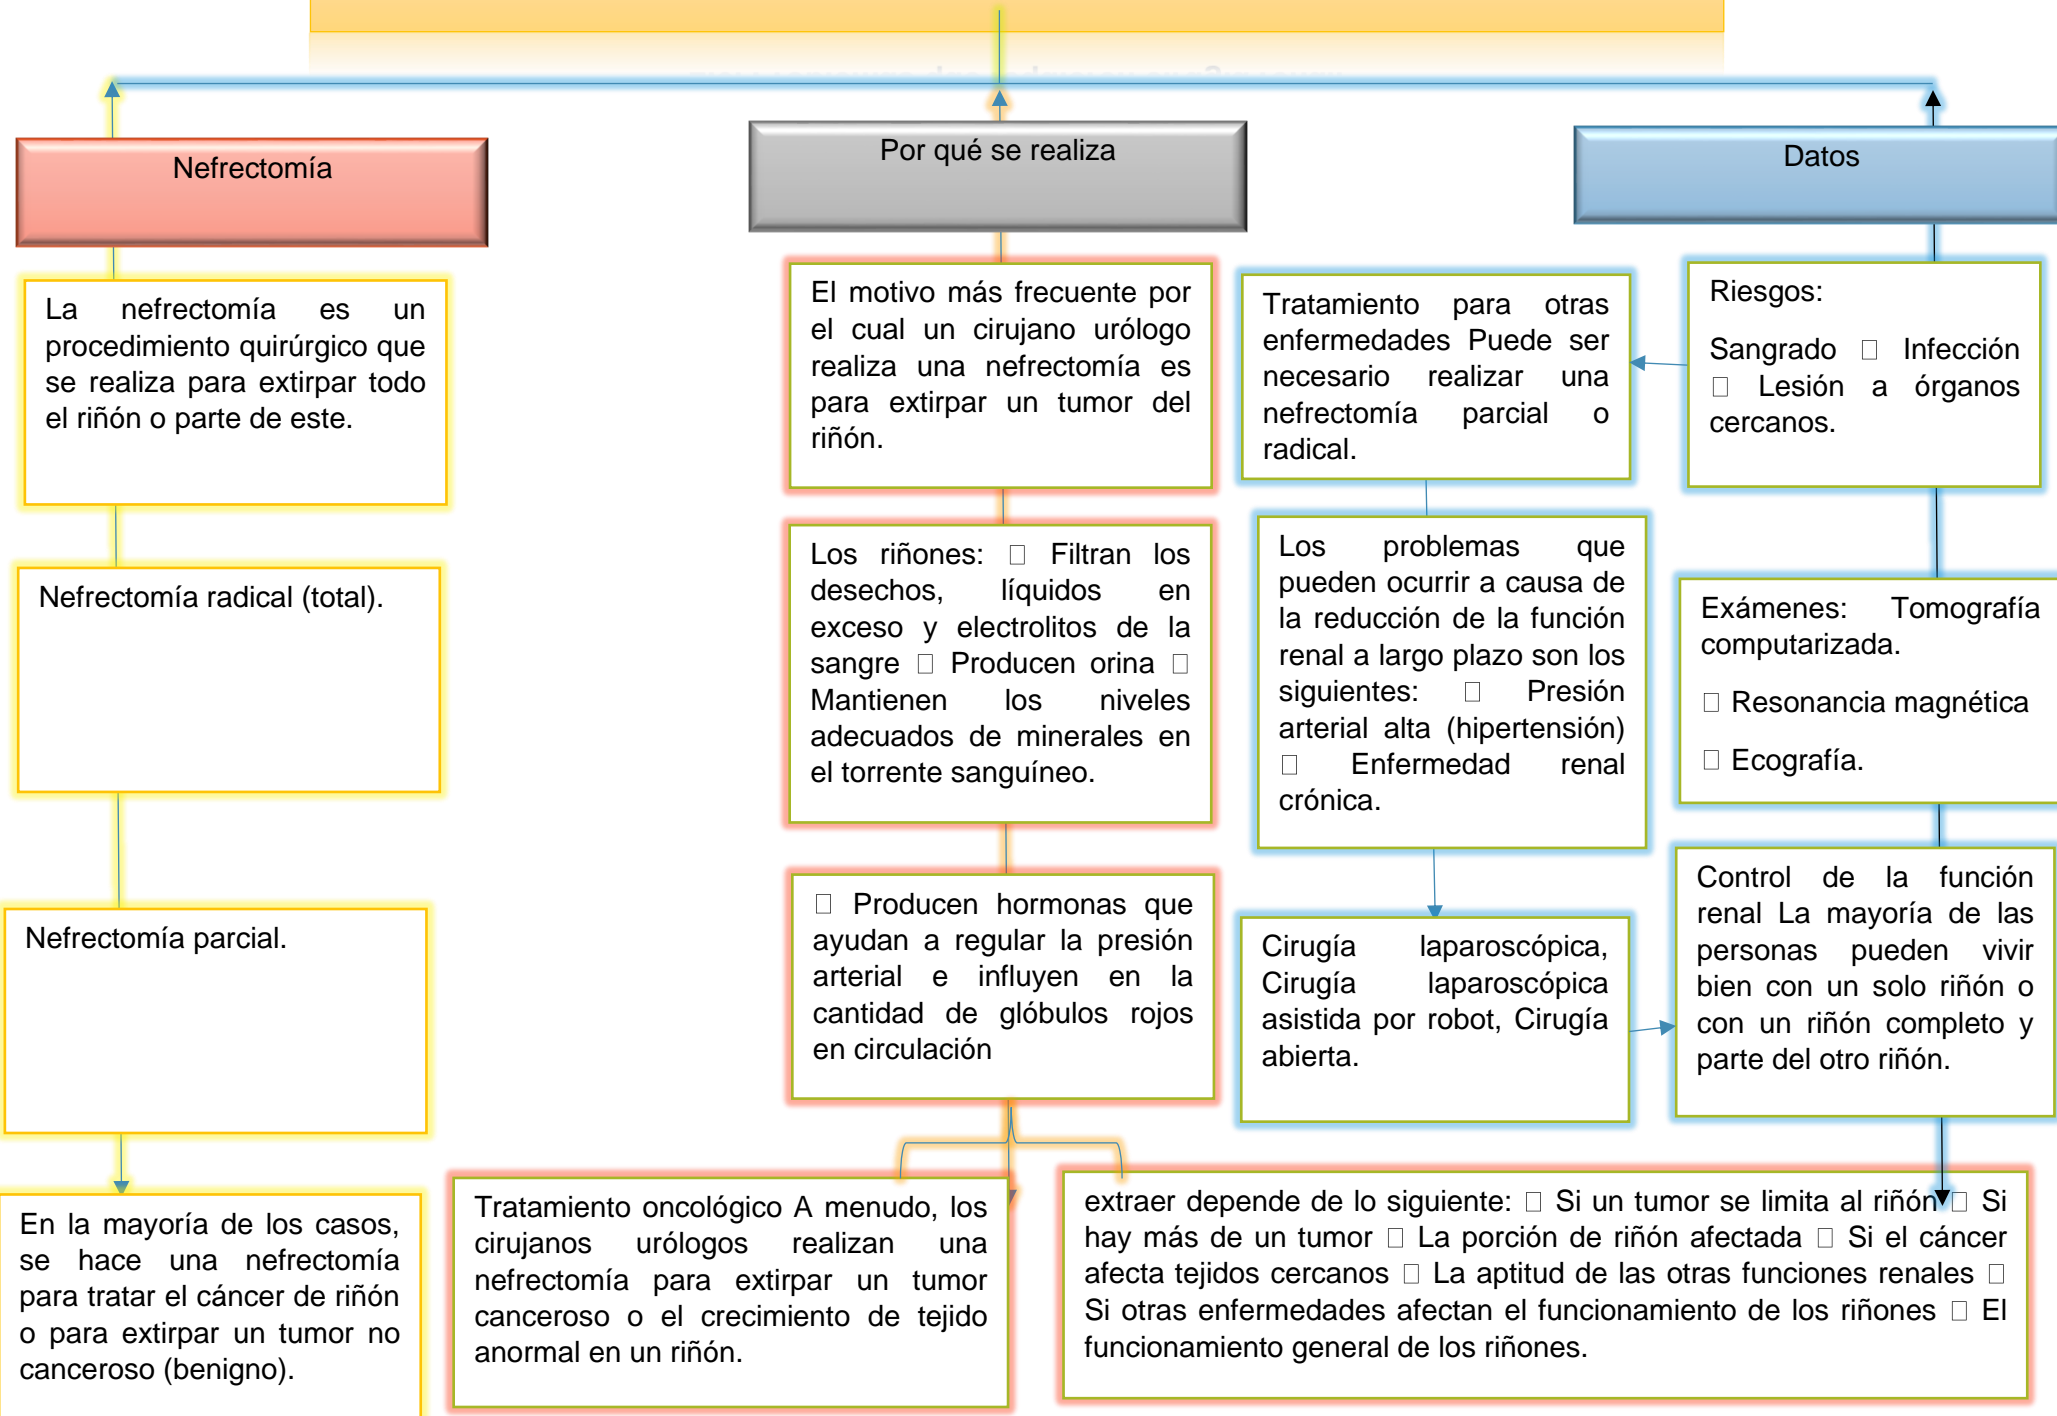 Nefrectomía
La nefrectomía es un
procedimiento quirúrgico que
se realiza para extirpar todo
el riñón o parte de este.
Nefrectomía radical (total).
Nefrectomía parcial.
En la mayoría de los casos,
se hace una nefrectomía
para tratar el cáncer de riñón
o para extirpar un tumor no
canceroso (benigno).
Por qué se realiza
El motivo más frecuente por
el cual un cirujano urólogo
realiza una nefrectomía es
para extirpar un tumor del
riñón.
Los riñones: □ Filtran los
desechos, líquidos en
exceso y electrolitos de la
sangre □ Producen orina □
Mantienen los niveles
adecuados de minerales en
el torrente sanguíneo.
□ Producen hormonas que
ayudan a regular la presión
arterial e influyen en la
cantidad de glóbulos rojos
en circulación
Tratamiento oncológico A menudo, los
cirujanos urólogos realizan una
nefrectomía para extirpar un tumor
canceroso o el crecimiento de tejido
anormal en un riñón.
extraer depende de lo siguiente: □ Si un tumor se limita al riñón □ Si
hay más de un tumor □ La porción de riñón afectada □ Si el cáncer
afecta tejidos cercanos □ La aptitud de las otras funciones renales □
Si otras enfermedades afectan el funcionamiento de los riñones □ El
funcionamiento general de los riñones.
Datos
Riesgos:
Sangrado □ Infección
□ Lesión a órganos
cercanos.
Tratamiento para otras
enfermedades Puede ser
necesario realizar una
nefrectomía parcial o
radical.
Los problemas que
pueden ocurrir a causa de
la reducción de la función
renal a largo plazo son los
siguientes: □ Presión
arterial alta (hipertensión)
□ Enfermedad renal
crónica.
Cirugía laparoscópica,
Cirugía laparoscópica
asistida por robot, Cirugía
abierta.
Exámenes: Tomografía
computarizada.
□ Resonancia magnética
□ Ecografía.
Control de la función
renal La mayoría de las
personas pueden vivir
bien con un solo riñón o
con un riñón completo y
parte del otro riñón.